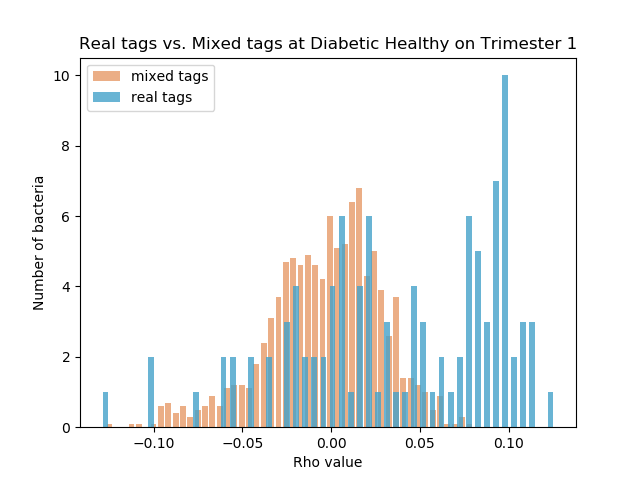 Real tags vs. Mixed tags at Diabetic Healthy on Trimester 1
mixed tags
real tags
Number of bacteria
10
8
6
4
2
0
−0.10
−0.05
0.00
0.05
0.10
Rho value